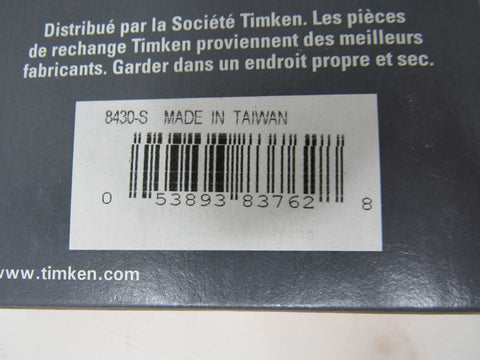 Distribué par la Société Timken. Les pièces
de rechange Timken proviennent des meilleurs
fabricants. Garder dans un endroit propre et sec.
8430-S MADE IN TAIWAN
0 53893 83762 8
www.timken.com